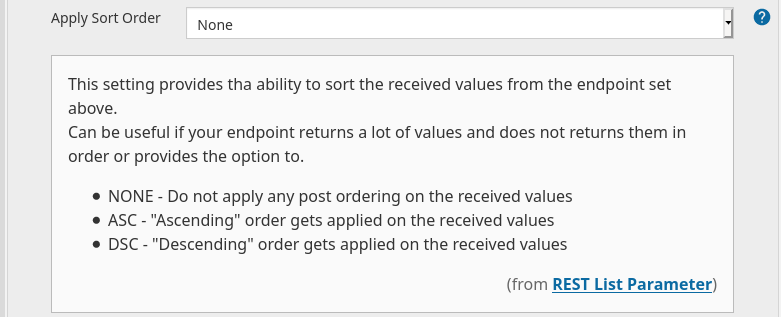 Apply Sort Order
None
?
This setting provides tha ability to sort the received values from the endpoint set
above.
Can be useful if your endpoint returns a lot of values and does not returns them in
order or provides the option to.
● NONE - Do not apply any post ordering on the received values
● ASC - "Ascending" order gets applied on the received values
● DSC - "Descending" order gets applied on the received values
(from REST List Parameter)